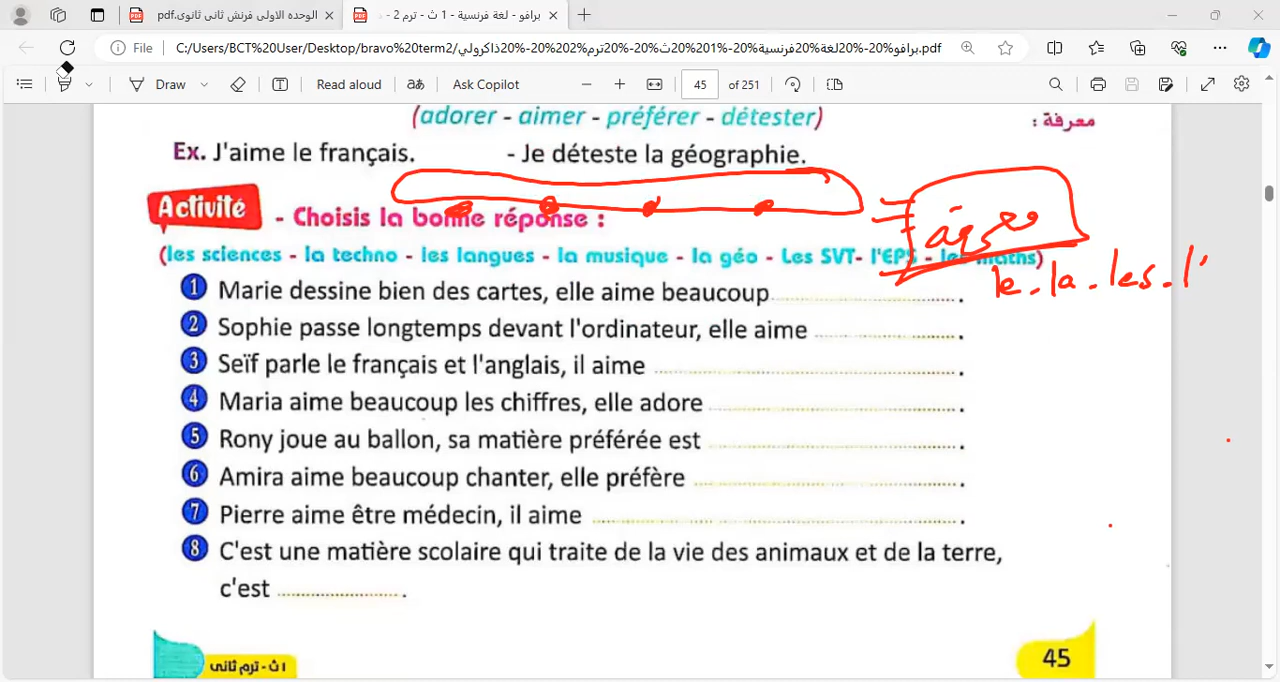 الوحده الاولى فرنش ثانى ثانوى.pdf
برافو - لغة فرنسية - 1 ث - ترم 2 -
File
C:/Users/BCT%20User/Desktop/bravo%20term2/برافو%20-%20لغة%20فرنسية%20-%201ث%20-%20ترم%202%20-%20ذاكرولي.pdf
Draw
Read aloud
Ask Copilot
45 of 251
(adorer - aimer - préférer - détester)
معرفة :
Ex. J'aime le français. - Je déteste la géographie.
Activité - Choisis la bonne réponse :
(les sciences - la techno - les langues - la musique - la géo - Les SVT- l'EPS - les maths)
le . la . les . l'
1 Marie dessine bien des cartes, elle aime beaucoup .................... .
2 Sophie passe longtemps devant l'ordinateur, elle aime .................... .
3 Seïf parle le français et l'anglais, il aime .................... .
4 Maria aime beaucoup les chiffres, elle adore .................... .
5 Rony joue au ballon, sa matière préférée est .................... .
6 Amira aime beaucoup chanter, elle préfère .................... .
7 Pierre aime être médecin, il aime .................... .
8 C'est une matière scolaire qui traite de la vie des animaux et de la terre,
c'est .................... .
١ ث - ترم ثانى
45